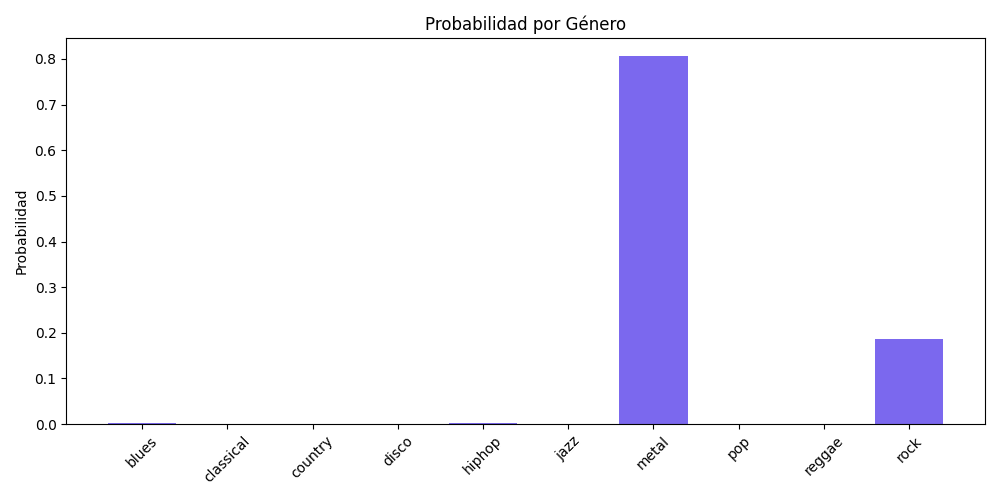 Probabilidad por Género
Probabilidad
0.8
0.7
0.6
0.5
0.4
0.3
0.2
0.1
0.0
blues
classical
country
disco
hiphop
jazz
metal
pop
reggae
rock